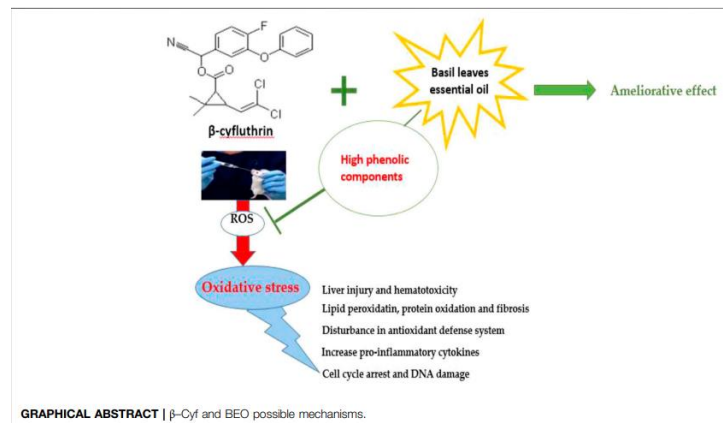 F
N
O
O
O
Cl
Cl
β-cyfluthrin
+
Basil leaves
essential oil
Ameliorative effect
High phenolic
components
ROS
Oxidative stress
Liver injury and hematotoxicity
Lipid peroxidatin, protein oxidation and fibrosis
Disturbance in antioxidant defense system
Increase pro-inflammatory cytokines
Cell cycle arrest and DNA damage
GRAPHICAL ABSTRACT | β–Cyf and BEO possible mechanisms.